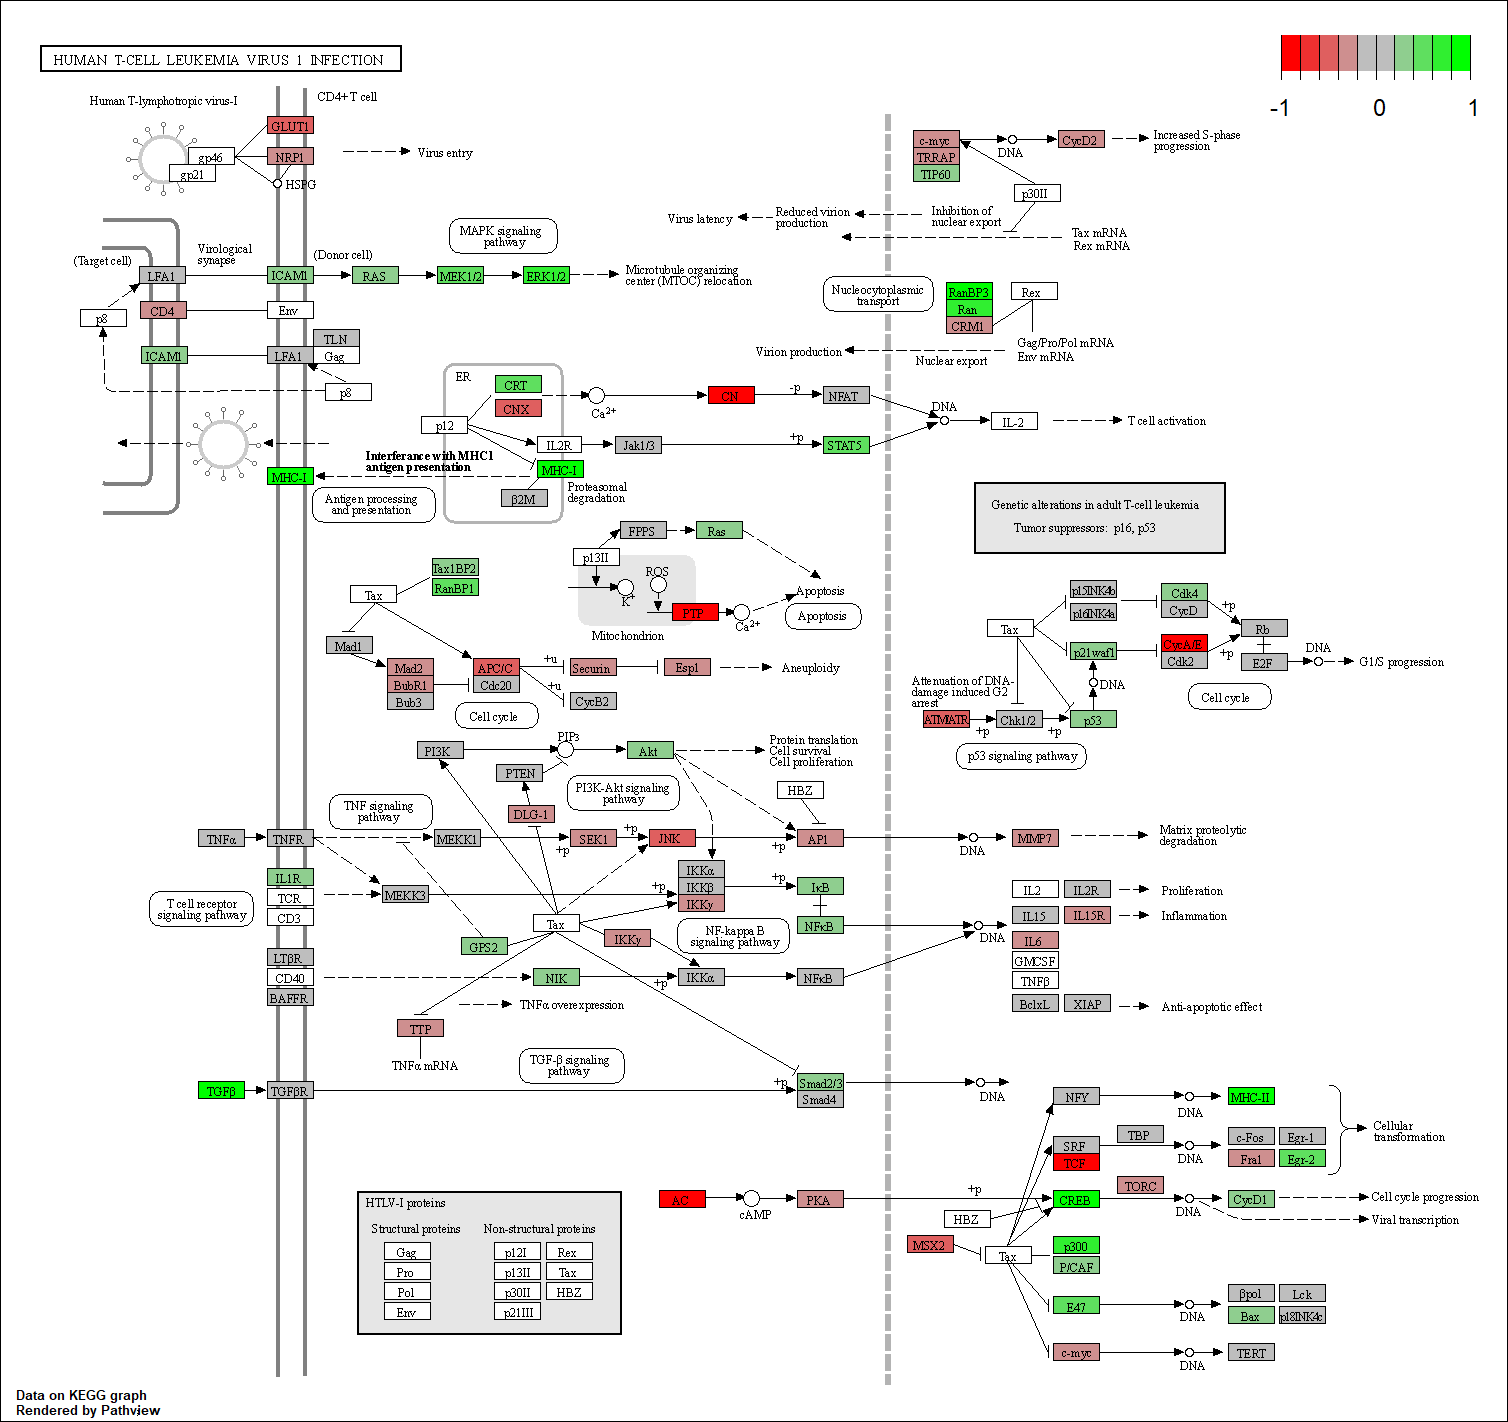 HUMAN T-CELL LEUKEMIA VIRUS 1 INFECTION
-1
0
1
Human T-lymphotropic virus-I
CD4+ T cell
GLUT1
gp46
NRP1
gp21
HSPG
Virus entry
c-myc
TRRAP
TIP60
DNA
CycD2
Increased S-phase
progression
p30II
Virus latency
Reduced virion
production
Inhibition of
nuclear export
Tax mRNA
Rex mRNA
MAPK signaling
pathway
(Target cell)
Virological
synapse
(Donor cell)
LFA1
ICAM1
RAS
MEK1/2
ERK1/2
Microtubule organizing
center (MTOC) relocation
CD4
Env
p8
TLN
ICAM1
LFA1
Gag
p8
Nucleocytoplasmic
transport
RanBP3
Ran
CRM1
Rex
Gag/Pro/Pol mRNA
Env mRNA
Virion production
Nuclear export
ER
CRT
CNX
p12
Ca2+
CN
-p
NFAT
DNA
IL-2
T cell activation
IL2R
Jak1/3
+p
STAT5
Interferance with MHC1
antigen presentation
MHC-I
MHC-I
β2M
Proteasomal
degradation
Antigen processing
and presentation
Genetic alterations in adult T-cell leukemia
Tumor suppressors: p16, p53
FPPS
Ras
p13II
ROS
K+
PTP
Ca2+
Mitochondrion
Apoptosis
Apoptosis
Tax1BP2
RanBP1
Tax
Mad1
Mad2
BubR1
Bub3
APC/C
Cdc20
+u
+u
Securin
Esp1
CycB2
Aneuploidy
Cell cycle
p15INK4b
p16INK4a
Cdk4
CycD
+p
Tax
p21waf1
CycA/E
Cdk2
+p
Rb
E2F
DNA
G1/S progression
DNA
Attenuation of DNA-
damage induced G2
arrest
ATM/ATR
+p
Chk1/2
+p
p53
Cell cycle
p53 signaling pathway
PI3K
PIP3
Akt
Protein translation
Cell survival
Cell proliferation
PTEN
PI3K-Akt signaling
pathway
HBZ
TNF signaling
pathway
DLG-1
TNFα
TNFR
MEKK1
+p
SEK1
+p
JNK
+p
AP1
DNA
MMP7
Matrix proteolytic
degradation
IL1R
TCR
CD3
T cell receptor
signaling pathway
MEKK3
+p
IKKα
IKKβ
IKKγ
+p
IκB
NFκB
Tax
IKKγ
NF-kappa B
signaling pathway
DNA
IL2
IL2R
Proliferation
IL15
IL15R
Inflammation
IL6
GMCSF
TNFβ
BclxL
XIAP
Anti-apoptotic effect
GPS2
LTβR
CD40
BAFFR
NIK
+p
IKKα
NFκB
TNFα overexpression
TTP
TNFα mRNA
TGF-β signaling
pathway
TGFβ
TGFβR
+p
Smad2/3
Smad4
DNA
NFY
DNA
MHC-II
Cellular
transformation
SRF
TCF
TBP
DNA
c-Fos
Egr-1
Fra1
Egr-2
AC
cAMP
PKA
+p
CREB
TORC
DNA
CycD1
Cell cycle progression
Viral transcription
HBZ
MSX2
Tax
p300
P/CAF
E47
DNA
βpol
Lck
Bax
p18INK4c
c-myc
DNA
TERT
HTLV-I proteins
Structural proteins
Non-structural proteins
Gag
p12I
Rex
Pro
p13II
Tax
Pol
p30II
HBZ
Env
p21III
Data on KEGG graph
Rendered by Pathview